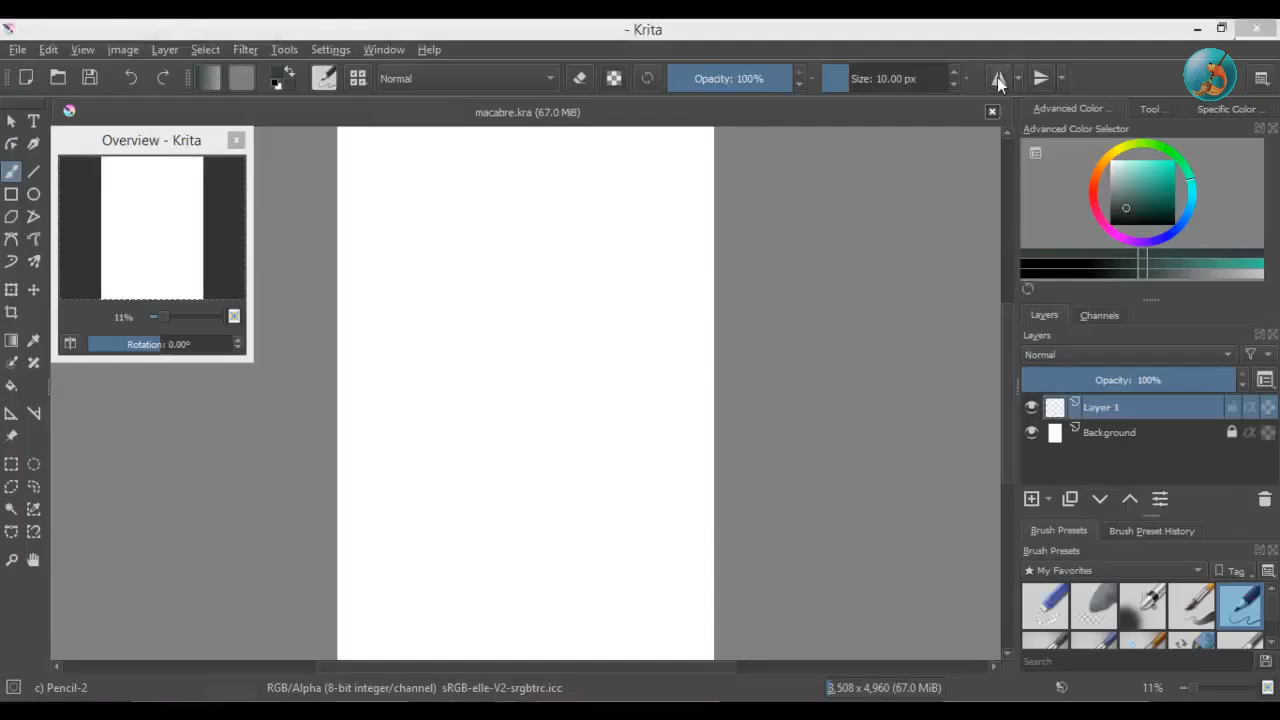 - Krita
File Edit View Image Layer Select Filter Tools Settings Window Help
Normal
Opacity: 100%
Size: 10.00 px
macabre.kra (67.0 MiB)
Overview - Krita
11%
Rotation: 0.00°
Advanced Color ...
Tool ...
Specific Color ...
Advanced Color Selector
Layers
Channels
Layers
Normal
Opacity: 100%
Layer 1
Background
Brush Presets
Brush Preset History
Brush Presets
★ My Favorites
Tag
Search
c) Pencil-2
RGB/Alpha (8-bit integer/channel) sRGB-elle-V2-srgbtrc.icc
3,508 x 4,960 (67.0 MiB)
11%